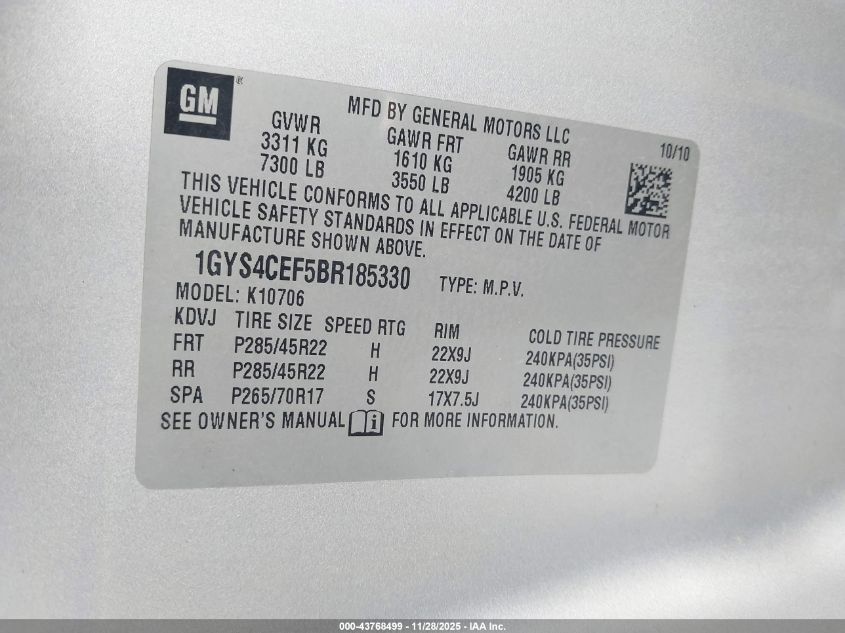 GM ®
MFD BY GENERAL MOTORS LLC
10/10
GVWR GAWR FRT GAWR RR
3311 KG 1610 KG 1905 KG
7300 LB 3550 LB 4200 LB
THIS VEHICLE CONFORMS TO ALL APPLICABLE U.S. FEDERAL MOTOR
VEHICLE SAFETY STANDARDS IN EFFECT ON THE DATE OF
MANUFACTURE SHOWN ABOVE.
1GYS4CEF5BR185330 TYPE: M.P.V.
MODEL: K10706
KDVJ TIRE SIZE SPEED RTG RIM COLD TIRE PRESSURE
FRT P285/45R22 H 22X9J 240KPA(35PSI)
RR P285/45R22 H 22X9J 240KPA(35PSI)
SPA P265/70R17 S 17X7.5J 240KPA(35PSI)
SEE OWNER'S MANUAL i FOR MORE INFORMATION.
000-43768499 - 11/28/2025 - IAA Inc.